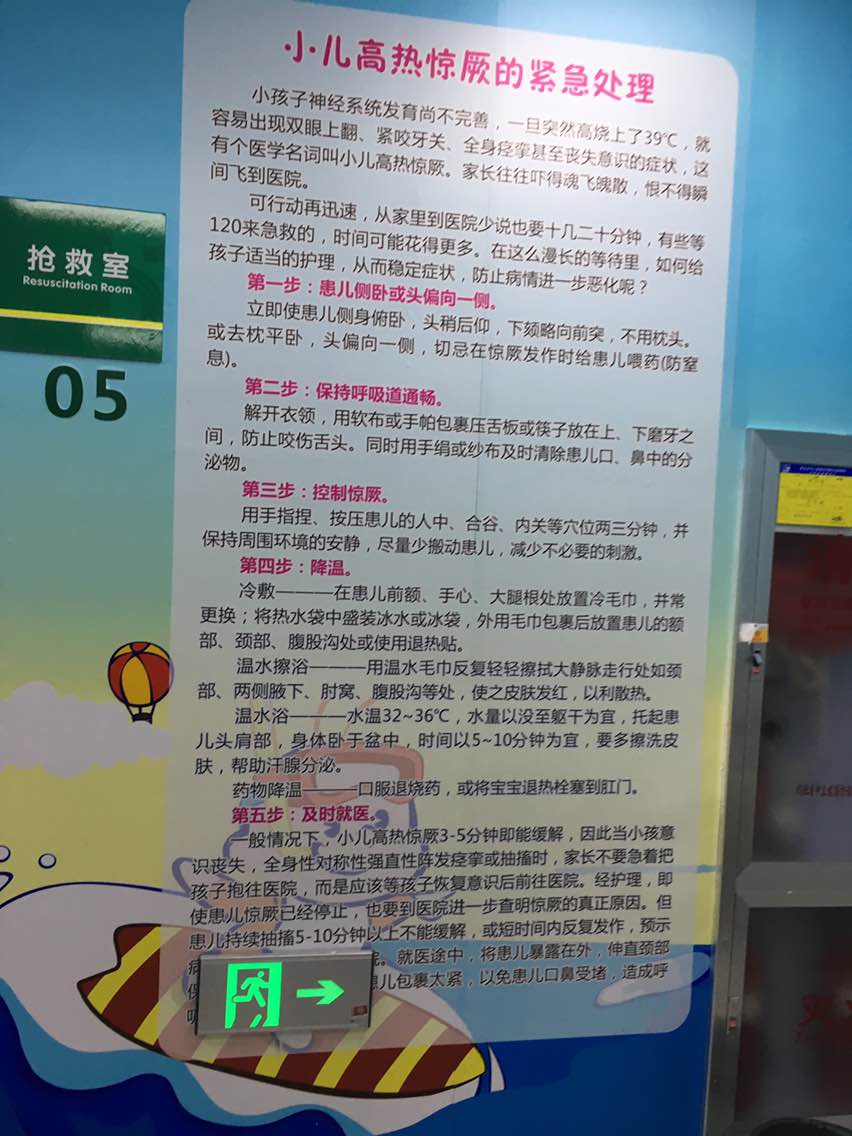 小儿高热惊厥的紧急处理
小孩子神经系统发育尚不完善，一旦突然高烧上了39℃，就
容易出现双眼上翻、紧咬牙关、全身痉挛甚至丧失意识的症状，这
有个医学名词叫小儿高热惊厥。家长往往吓得魂飞魄散，恨不得瞬
间飞到医院。
可行动再迅速，从家里到医院少说也要十几二十分钟，有些等
120来急救的，时间可能花得更多。在这么漫长的等待里，如何给
孩子适当的护理，从而稳定症状，防止病情进一步恶化呢？
第一步：患儿侧卧或头偏向一侧。
立即使患儿侧身俯卧，头稍后仰，下颏略向前突，不用枕头。
或去枕平卧，头偏向一侧，切忌在惊厥发作时给患儿喂药(防窒
息)。
第二步：保持呼吸道通畅。
解开衣领，用软布或手帕包裹压舌板或筷子放在上、下磨牙之
间，防止咬伤舌头。同时用手绢或纱布及时清除患儿口、鼻中的分
泌物。
第三步：控制惊厥。
用手指捏、按压患儿的人中、合谷、内关等穴位两三分钟，并
保持周围环境的安静，尽量少搬动患儿，减少不必要的刺激。
第四步：降温。
冷敷————在患儿前额、手心、大腿根处放置冷毛巾，并常
更换；将热水袋中盛装冰水或冰袋，外用毛巾包裹后放置患儿的额
部、颈部、腹股沟处或使用退热贴。
温水擦浴————用温水毛巾反复轻轻擦拭大静脉走行处如颈
部、两侧腋下、肘窝、腹股沟等处，使之皮肤发红，以利散热。
温水浴————水温32~36℃，水量以没至躯干为宜，托起患
儿头肩部，身体卧于盆中，时间以5~10分钟为宜，要多擦洗皮
肤，帮助汗腺分泌。
药物降温————口服退烧药，或将宝宝退热栓塞到肛门。
第五步：及时就医。
一般情况下，小儿高热惊厥3-5分钟即能缓解，因此当小孩意
识丧失，全身性对称性强直性阵发痉挛或抽搐时，家长不要急着把
孩子抱往医院，而是应该等孩子恢复意识后前往医院。经护理，即
使患儿惊厥已经停止，也要到医院进一步查明惊厥的真正原因。但
患儿持续抽搐5-10分钟以上不能缓解，或短时间内反复发作，预示
。就医途中，将患儿暴露在外，伸直颈部
患儿包裹太紧，以免患儿口鼻受堵，造成呼
抢救室
Resuscitation Room
05